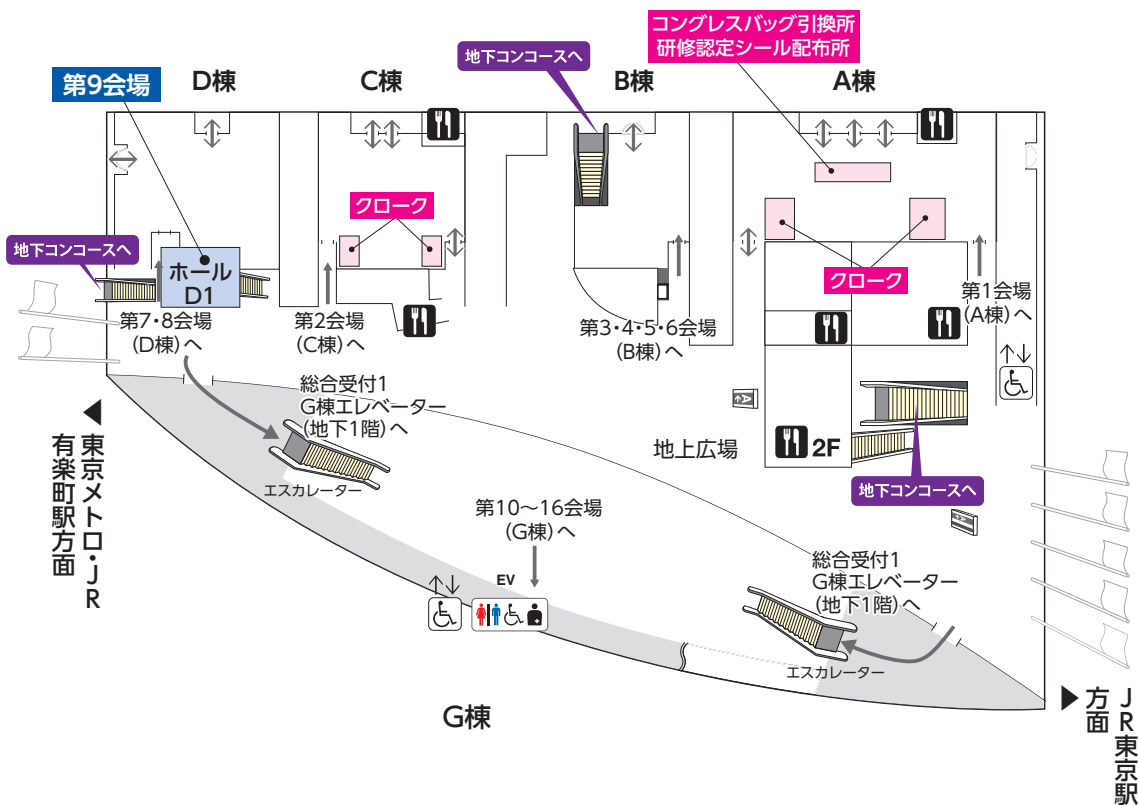 コングレスバッグ引換所
研修認定シール配布所
地下コンコースへ
第9会場
D棟
C棟
B棟
A棟
クローク
地下コンコースへ
ホール
D1
クローク
第7・8会場
(D棟)へ
第2会場
(C棟)へ
第3・4・5・6会場
(B棟)へ
第1会場
(A棟)へ
総合受付1
G棟エレベーター
(地下1階)へ
A
地上広場
2F
エスカレーター
地下コンコースへ
東京メトロ・JR
有楽町駅方面
第10～16会場
(G棟)へ
EV
総合受付1
G棟エレベーター
(地下1階)へ
エスカレーター
G棟
JR東京駅
方面